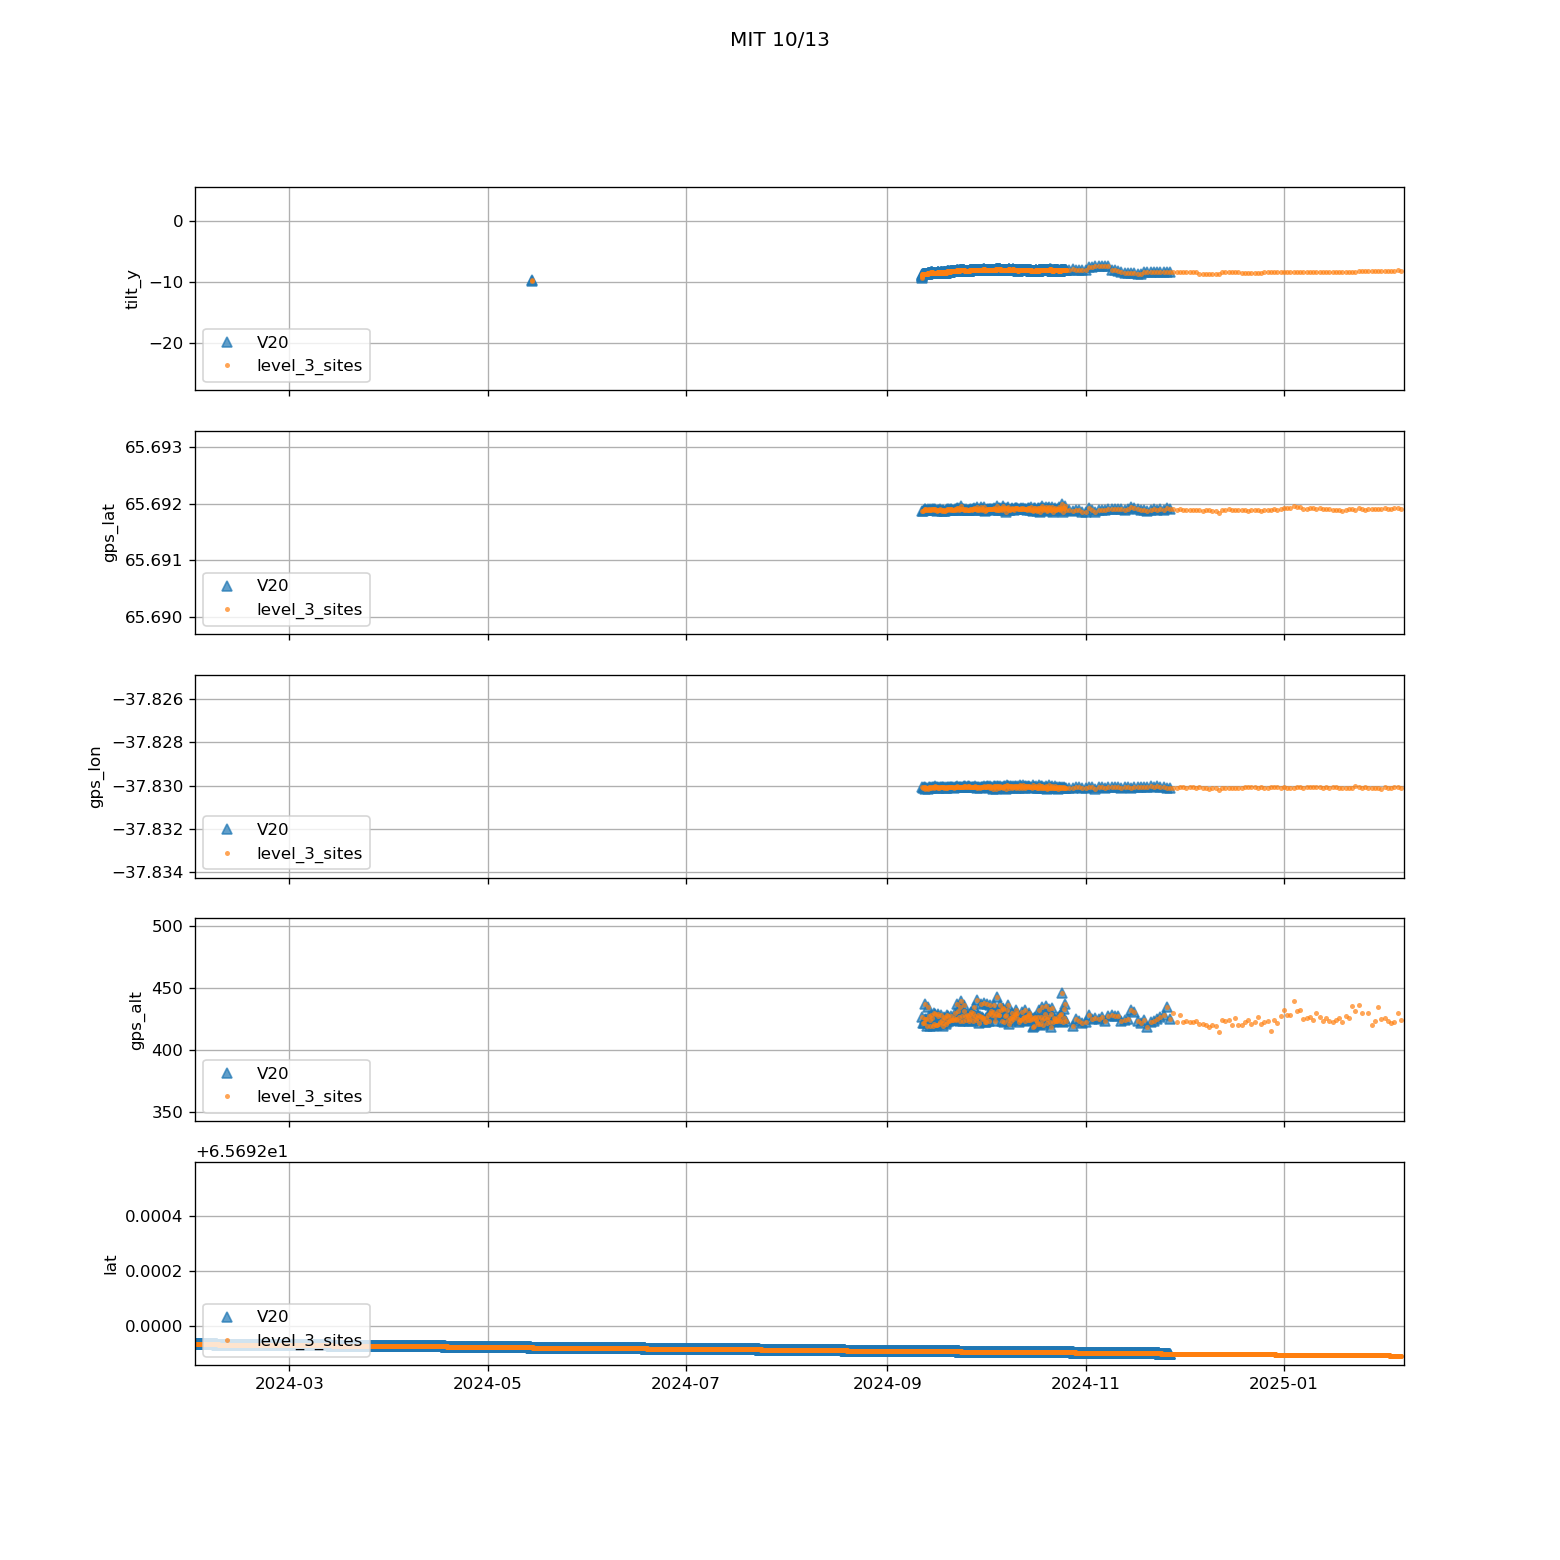 MIT 10/13
0
−10
−20
tilt_y
V20
level_3_sites
65.693
65.692
65.691
65.690
gps_lat
V20
level_3_sites
−37.826
−37.828
−37.830
−37.832
−37.834
gps_lon
V20
level_3_sites
500
450
400
350
gps_alt
V20
level_3_sites
+6.5692e1
0.0004
0.0002
0.0000
lat
V20
level_3_sites
2024-03
2024-05
2024-07
2024-09
2024-11
2025-01